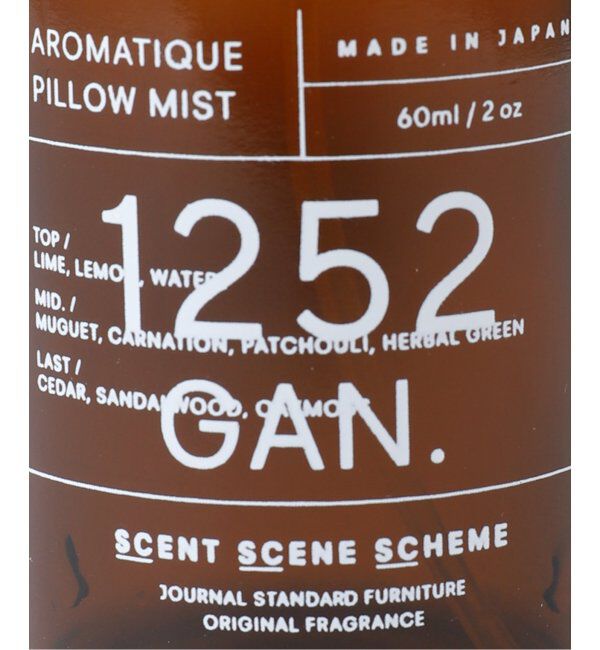 AROMATIQUE
PILLOW MIST
MADE IN JAPAN
60ml / 2 oz
1252
GAN.
TOP /
LIME, LEMON, WATER
MID. /
MUGUET, CARNATION, PATCHOULI, HERBAL GREEN
LAST /
CEDAR, SANDALWOOD, OAKMOSS
SCENT SCENE SCHEME
JOURNAL STANDARD FURNITURE
ORIGINAL FRAGRANCE